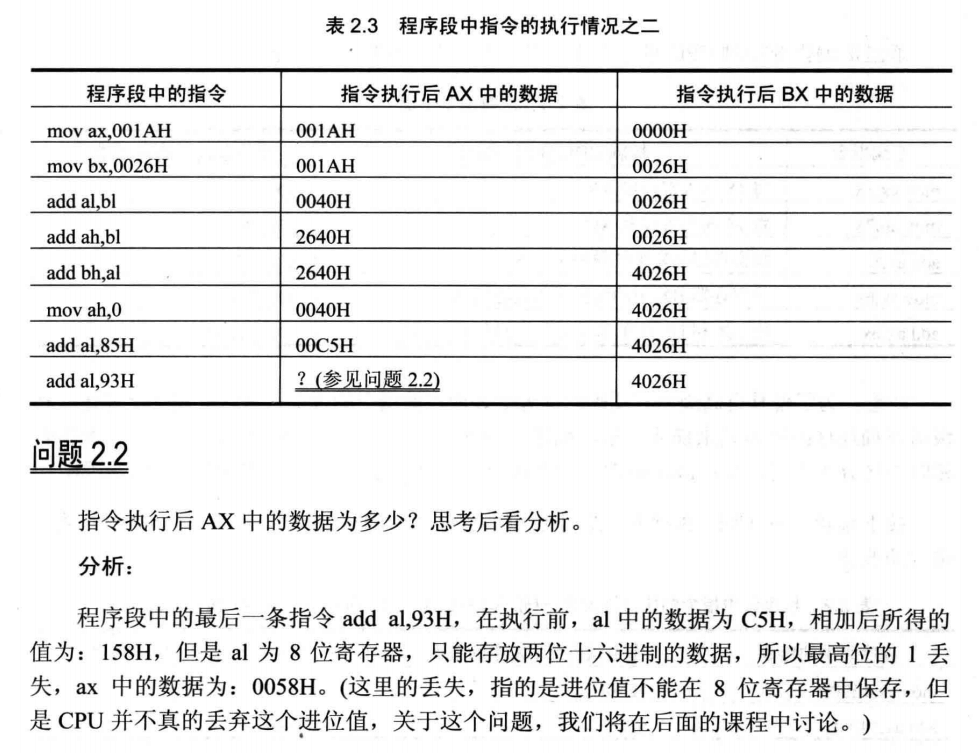 表 2.3 程序段中指令的执行情况之二
程序段中的指令 指令执行后 AX 中的数据 指令执行后 BX 中的数据
mov ax,001AH 001AH 0000H
mov bx,0026H 001AH 0026H
add al,bl 0040H 0026H
add ah,bl 2640H 0026H
add bh,al 2640H 4026H
mov ah,0 0040H 4026H
add al,85H 00C5H 4026H
add al,93H ？(参见问题 2.2) 4026H
问题 2.2
指令执行后 AX 中的数据为多少？思考后看分析。
分析：
程序段中的最后一条指令 add al,93H，在执行前，al 中的数据为 C5H，相加后所得的
值为：158H，但是 al 为 8 位寄存器，只能存放两位十六进制的数据，所以最高位的 1 丢
失，ax 中的数据为：0058H。(这里的丢失，指的是进位值不能在 8 位寄存器中保存，但
是 CPU 并不真的丢弃这个进位值，关于这个问题，我们将在后面的课程中讨论。)